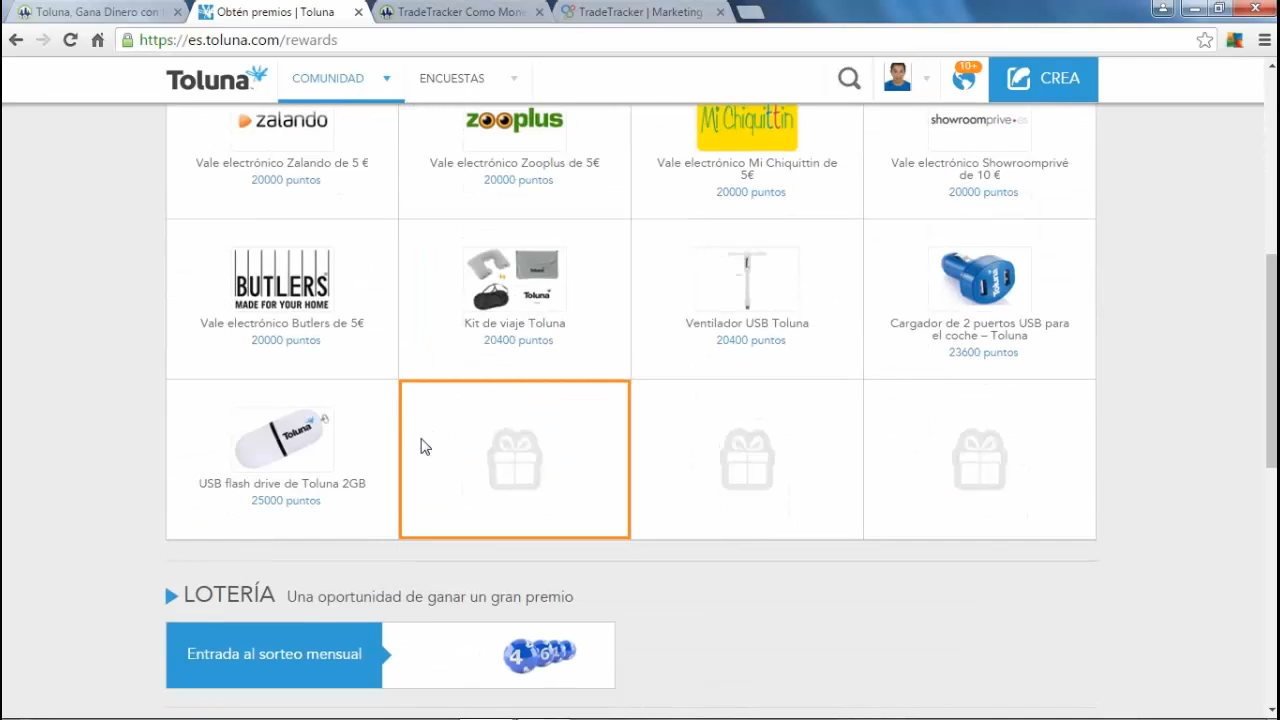 Toluna, Gana Dinero con
Obtén premios | Toluna
TradeTracker Como Mone
TradeTracker | Marketing
https://es.toluna.com/rewards
Toluna
COMUNIDAD
ENCUESTAS
10+
CREA
zalando
zooplus
Mi Chiquittin
showroomprive.es
Vale electrónico Zalando de 5 €
20000 puntos
Vale electrónico Zooplus de 5€
20000 puntos
Vale electrónico Mi Chiquittin de
5€
20000 puntos
Vale electrónico Showroomprivé
de 10 €
20000 puntos
BUTLERS
MADE FOR YOUR HOME
Vale electrónico Butlers de 5€
20000 puntos
Toluna
Kit de viaje Toluna
20400 puntos
Ventilador USB Toluna
20400 puntos
Toluna
Cargador de 2 puertos USB para
el coche – Toluna
23600 puntos
Toluna
USB flash drive de Toluna 2GB
25000 puntos
LOTERÍA
Una oportunidad de ganar un gran premio
Entrada al sorteo mensual
4